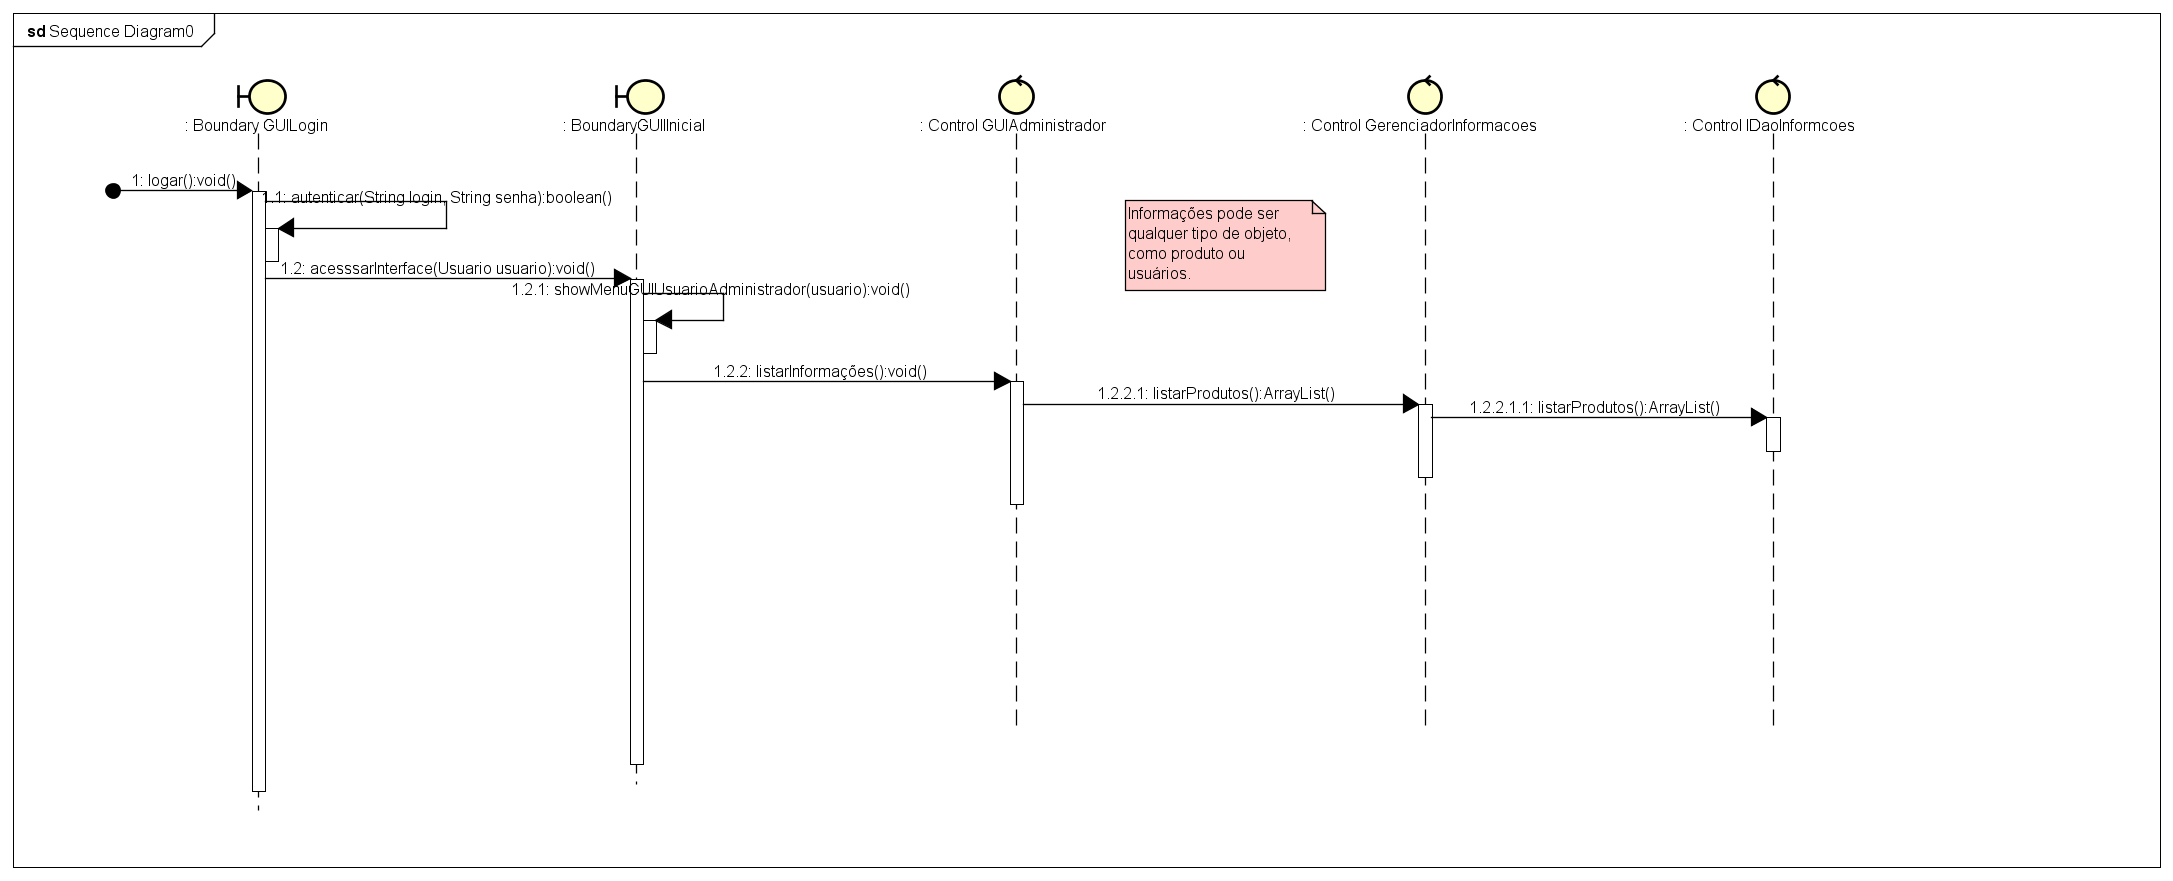 sd Sequence Diagram0
: Boundary GUILogin
: BoundaryGUIInicial
: Control GUIAdministrador
: Control GerenciadorInformacoes
: Control IDaoInformcoes
1: logar():void()
1.1: autenticar(String login, String senha):boolean()
Informações pode ser
qualquer tipo de objeto,
como produto ou
usuários.
1.2: acesssarInterface(Usuario usuario):void()
1.2.1: showMenuGUIUsuarioAdministrador(usuario):void()
1.2.2: listarInformações():void()
1.2.2.1: listarProdutos():ArrayList()
1.2.2.1.1: listarProdutos():ArrayList()